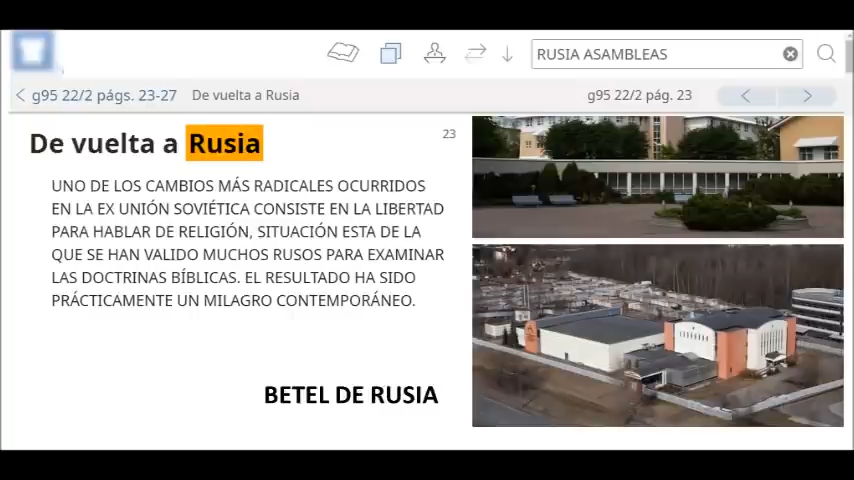 RUSIA ASAMBLEAS
g95 22/2 págs. 23-27 De vuelta a Rusia g95 22/2 pág. 23
De vuelta a Rusia
23
UNO DE LOS CAMBIOS MÁS RADICALES OCURRIDOS
EN LA EX UNIÓN SOVIÉTICA CONSISTE EN LA LIBERTAD
PARA HABLAR DE RELIGIÓN, SITUACIÓN ESTA DE LA
QUE SE HAN VALIDO MUCHOS RUSOS PARA EXAMINAR
LAS DOCTRINAS BÍBLICAS. EL RESULTADO HA SIDO
PRÁCTICAMENTE UN MILAGRO CONTEMPORÁNEO.
BETEL DE RUSIA